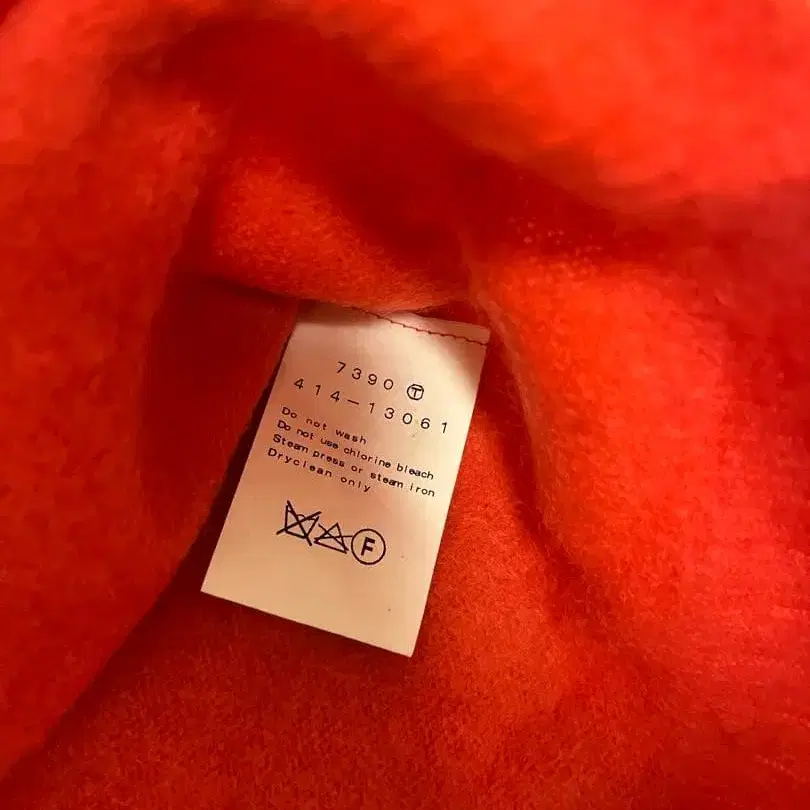 7390 Ⓣ
414-13061
Do not wash
Do not use chlorine bleach
Steam press or steam iron
Dryclean only
F